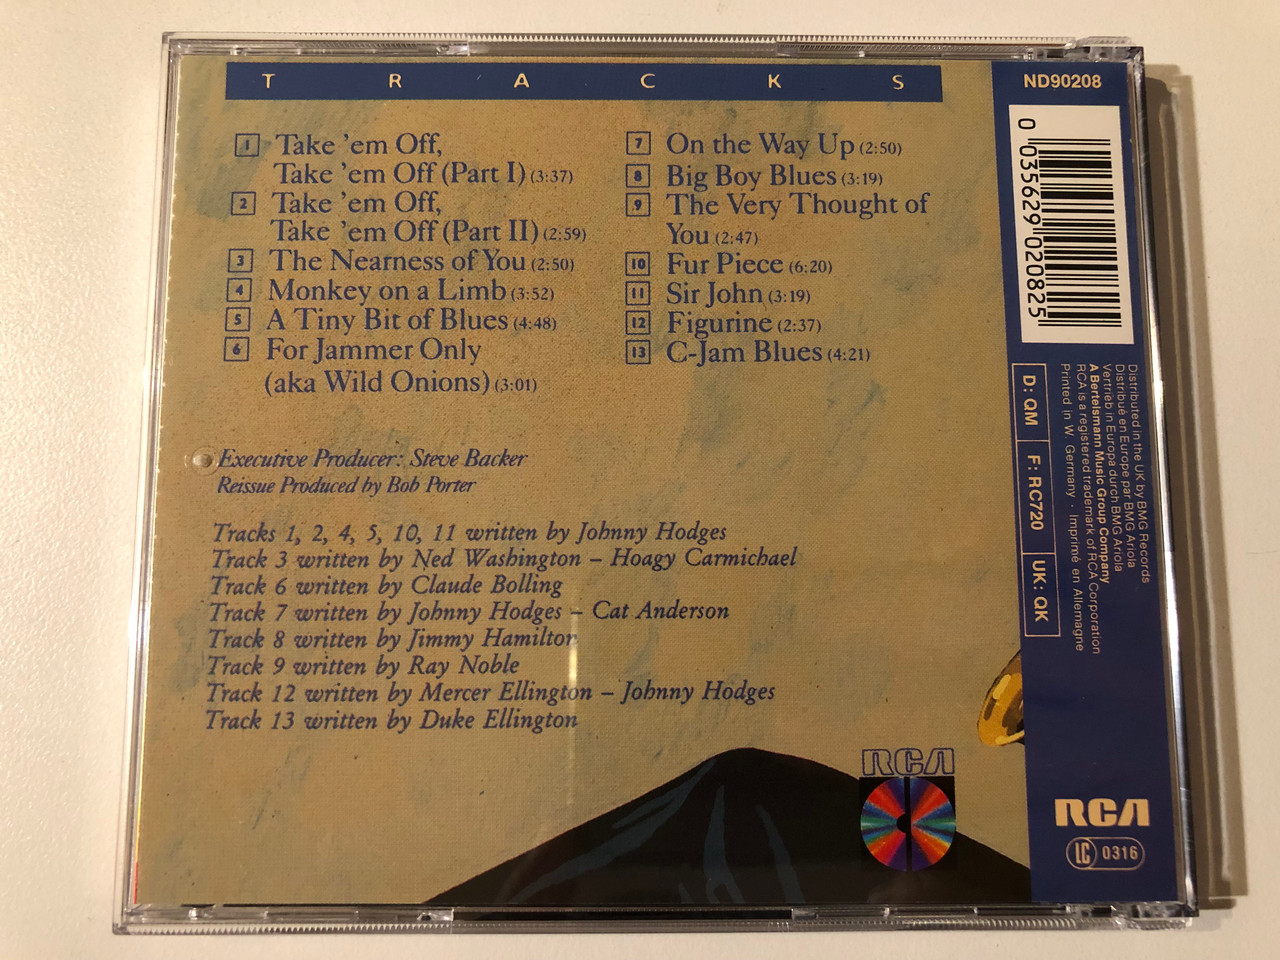 T R A C K S
1 Take 'em Off,
Take 'em Off (Part I) (3:37)
2 Take 'em Off,
Take 'em Off (Part II) (2:59)
3 The Nearness of You (2:50)
4 Monkey on a Limb (3:52)
5 A Tiny Bit of Blues (4:48)
6 For Jammer Only
(aka Wild Onions) (3:01)
7 On the Way Up (2:50)
8 Big Boy Blues (3:19)
9 The Very Thought of
You (2:47)
10 Fur Piece (6:20)
11 Sir John (3:19)
12 Figurine (2:37)
13 C-Jam Blues (4:21)
Executive Producer: Steve Backer
Reissue Produced by Bob Porter
Tracks 1, 2, 4, 5, 10, 11 written by Johnny Hodges
Track 3 written by Ned Washington – Hoagy Carmichael
Track 6 written by Claude Bolling
Track 7 written by Johnny Hodges – Cat Anderson
Track 8 written by Jimmy Hamilton
Track 9 written by Ray Noble
Track 12 written by Mercer Ellington – Johnny Hodges
Track 13 written by Duke Ellington
RCA
ND90208
0 035629 020825
D: QM F: RC720 UK: QK
Distributed in the UK by BMG Records
Distribué en Europe par BMG Ariola
Vertrieb in Europa durch BMG Ariola
A Bertelsmann Music Group Company
RCA is a registered trademark of RCA Corporation
Printed in W. Germany · Imprimé en Allemagne
RCA
LC 0316